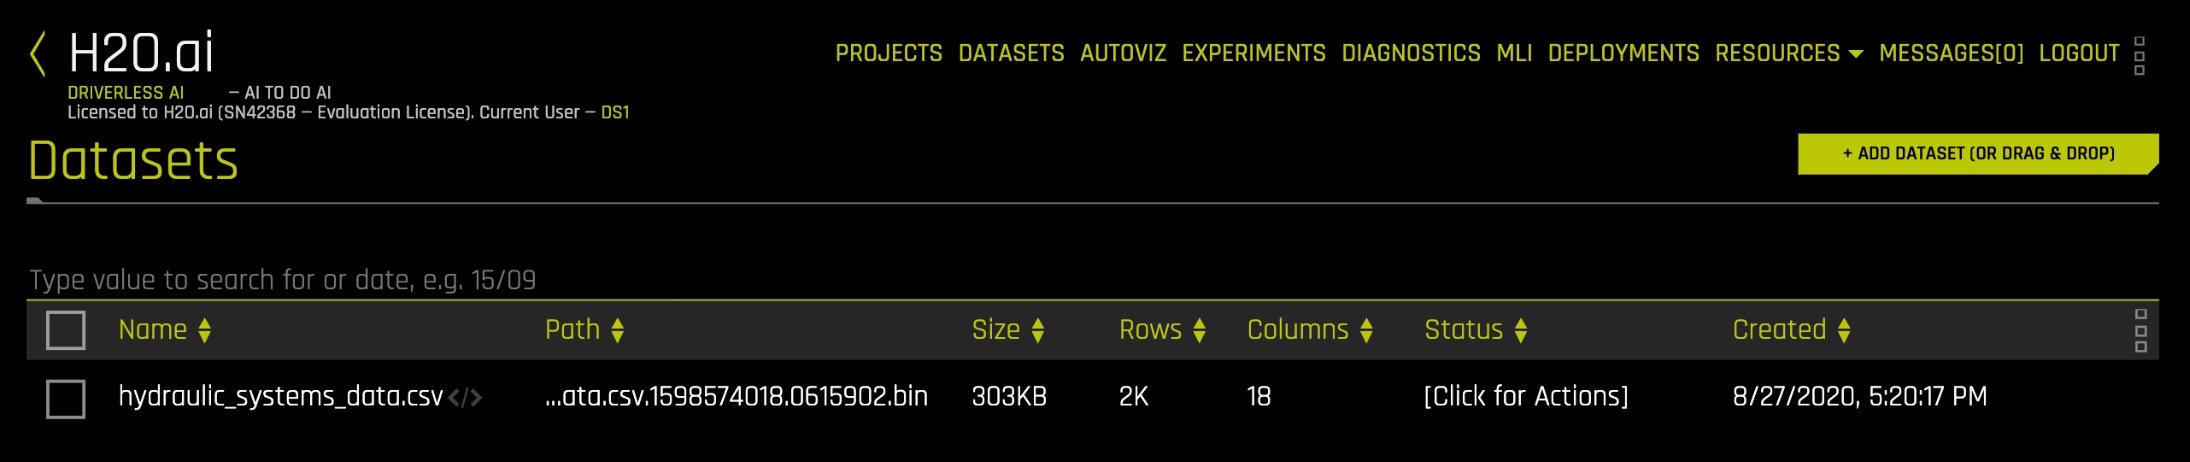 H2O.ai
PROJECTS DATASETS AUTOVIZ EXPERIMENTS DIAGNOSTICS MLI DEPLOYMENTS RESOURCES MESSAGES[0] LOGOUT
DRIVERLESS AI — AI TO DO AI
Licensed to H2O.ai (SN42368 — Evaluation License). Current User — DS1
Datasets
+ ADD DATASET (OR DRAG & DROP)
Type value to search for or date, e.g. 15/09
Name Path Size Rows Columns Status Created
hydraulic_systems_data.csv </> ...ata.csv.1598574018.0615902.bin 303KB 2K 18 [Click for Actions] 8/27/2020, 5:20:17 PM